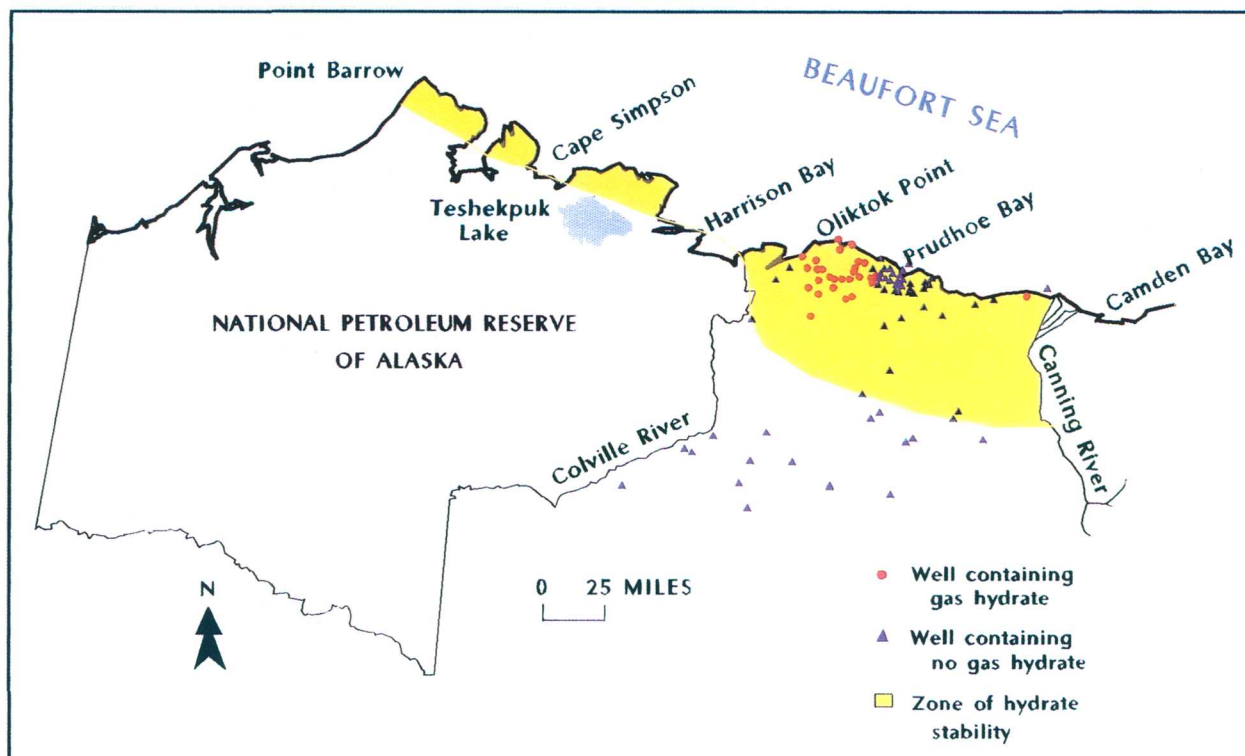 Point Barrow
BEAUFORT SEA
Cape Simpson
Teshekpuk
Lake
Harrison Bay
Oliktok Point
Prudhoe Bay
Camden Bay
NATIONAL PETROLEUM RESERVE
OF ALASKA
Colville River
Canning River
N
0 25 MILES
Well containing
gas hydrate
Well containing
no gas hydrate
Zone of hydrate
stability